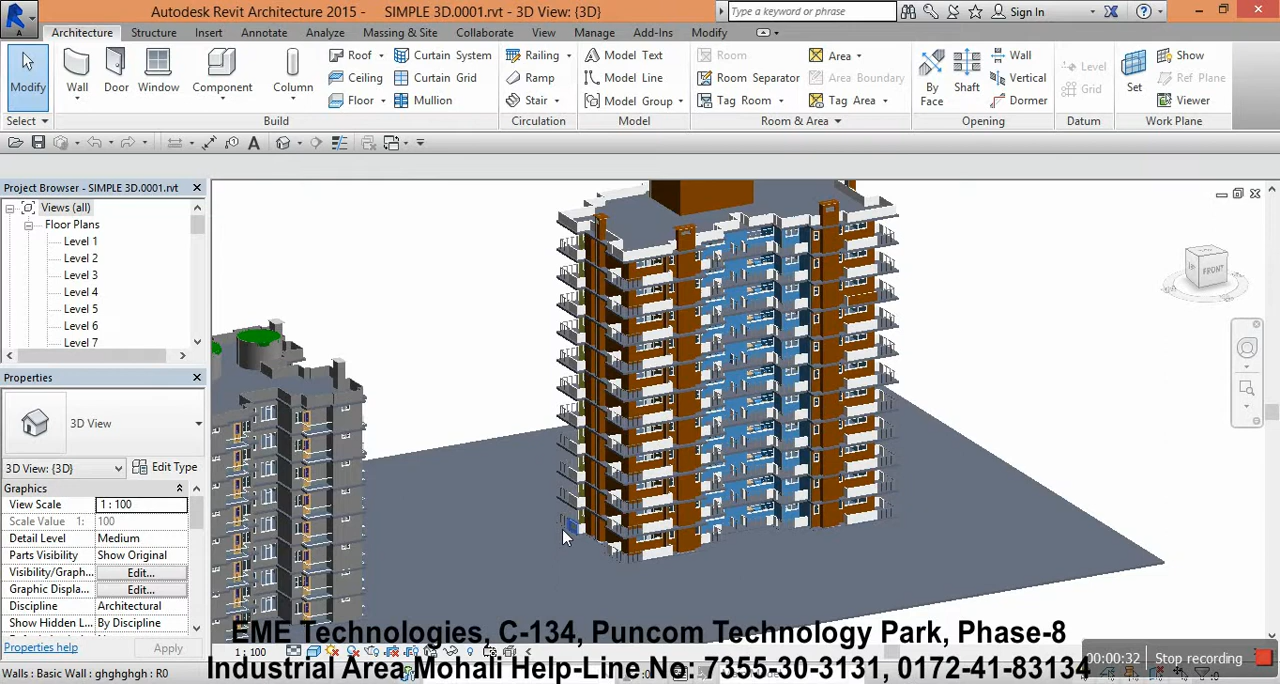 Autodesk Revit Architecture 2015 - SIMPLE 3D.0001.rvt - 3D View: {3D}
Type a keyword or phrase
Sign In
Architecture Structure Insert Annotate Analyze Massing & Site Collaborate View Manage Add-Ins Modify
Modify
Wall
Door
Window
Component
Column
Roof
Ceiling
Floor
Curtain System
Curtain Grid
Mullion
Railing
Ramp
Stair
Model Text
Model Line
Model Group
Room
Room Separator
Tag Room
Area
Area Boundary
Tag Area
By Face
Shaft
Wall
Vertical
Dormer
Level
Grid
Set
Show
Ref Plane
Viewer
Select
Build
Circulation
Model
Room & Area
Opening
Datum
Work Plane
Project Browser - SIMPLE 3D.0001.rvt
Views (all)
Floor Plans
Level 1
Level 2
Level 3
Level 4
Level 5
Level 6
Level 7
FRONT
Properties
3D View
3D View: {3D}
Edit Type
Graphics
View Scale 1 : 100
Scale Value 1: 100
Detail Level Medium
Parts Visibility Show Original
Visibility/Graph... Edit...
Graphic Displa... Edit...
Discipline Architectural
Show Hidden L... By Discipline
Properties help
Apply
1 : 100
EME Technologies, C-134, Puncom Technology Park, Phase-8
Industrial Area Mohali Help-Line No: 7355-30-3131, 0172-41-83134
00:00:32 Stop recording
Walls : Basic Wall : ghghghgh : R0